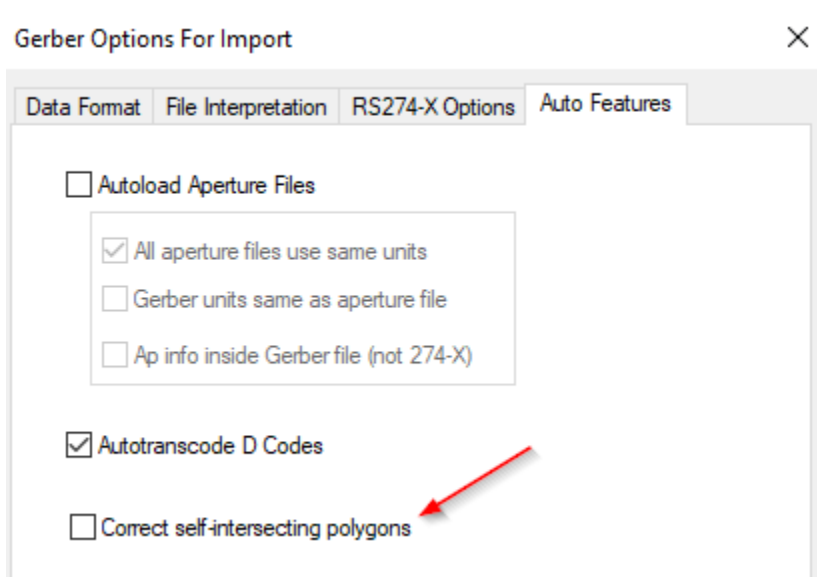 Gerber Options For Import
Data Format File Interpretation RS274-X Options Auto Features
Autoload Aperture Files
All aperture files use same units
Gerber units same as aperture file
Ap info inside Gerber file (not 274-X)
Autotranscode D Codes
Correct self-intersecting polygons